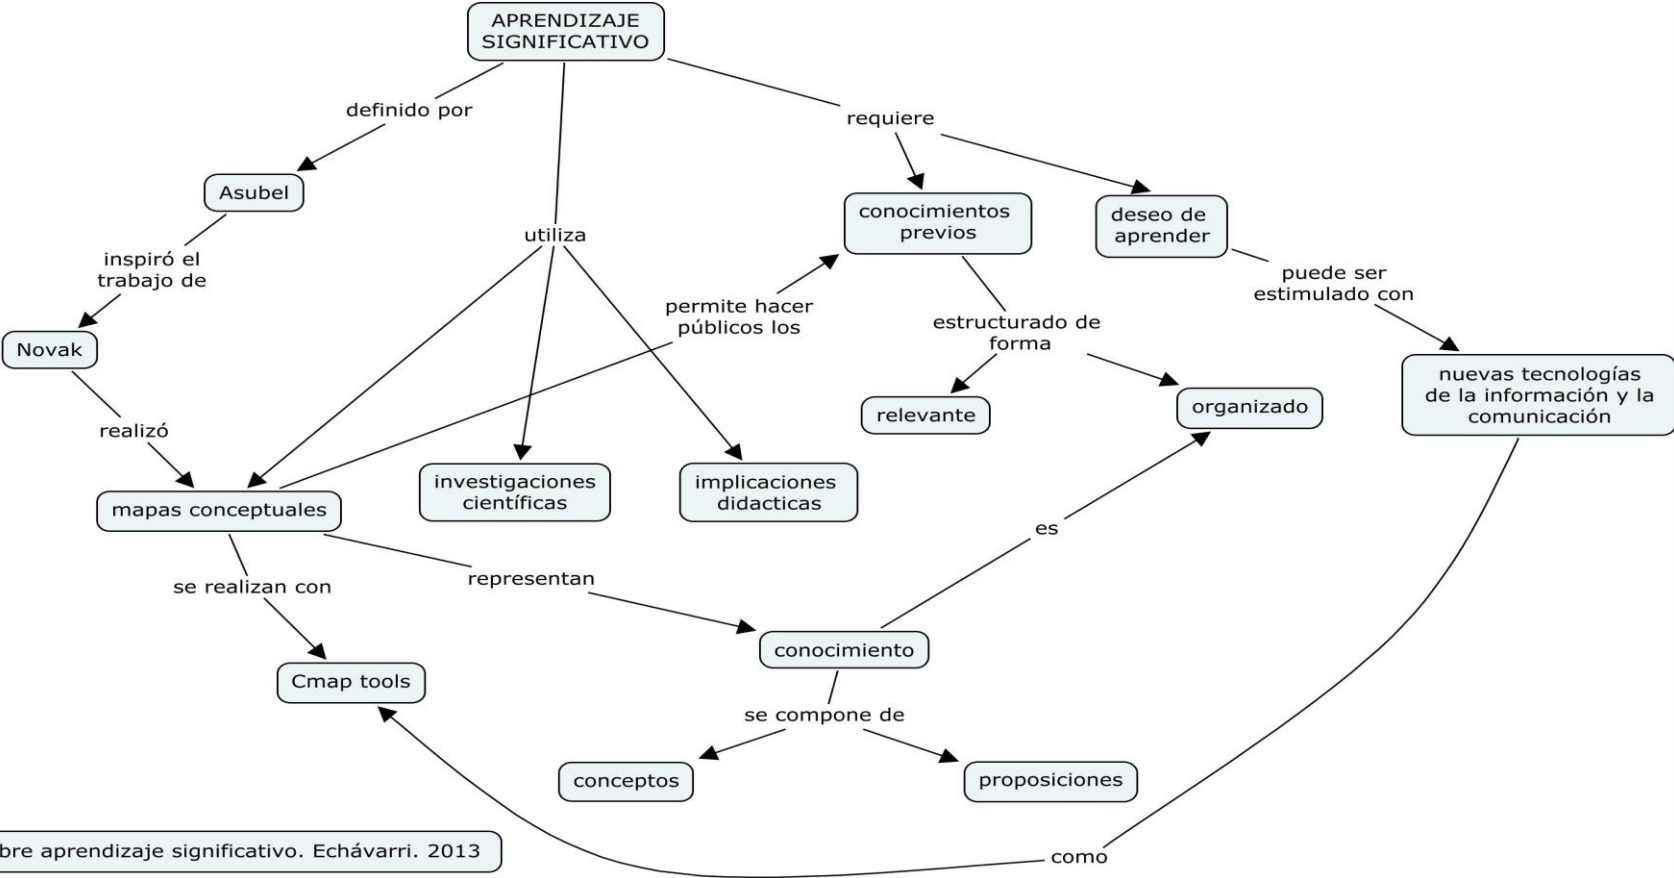 APRENDIZAJE
SIGNIFICATIVO
definido por
requiere
Asubel
conocimientos
previos
deseo de
aprender
utiliza
inspiró el
trabajo de
puede ser
estimulado con
permite hacer
públicos los
estructurado de
forma
Novak
nuevas tecnologías
de la información y la
comunicación
relevante
organizado
realizó
investigaciones
científicas
implicaciones
didacticas
mapas conceptuales
es
se realizan con
representan
conocimiento
Cmap tools
se compone de
conceptos
proposiciones
aprendizaje significativo. Echávarri. 2013
como